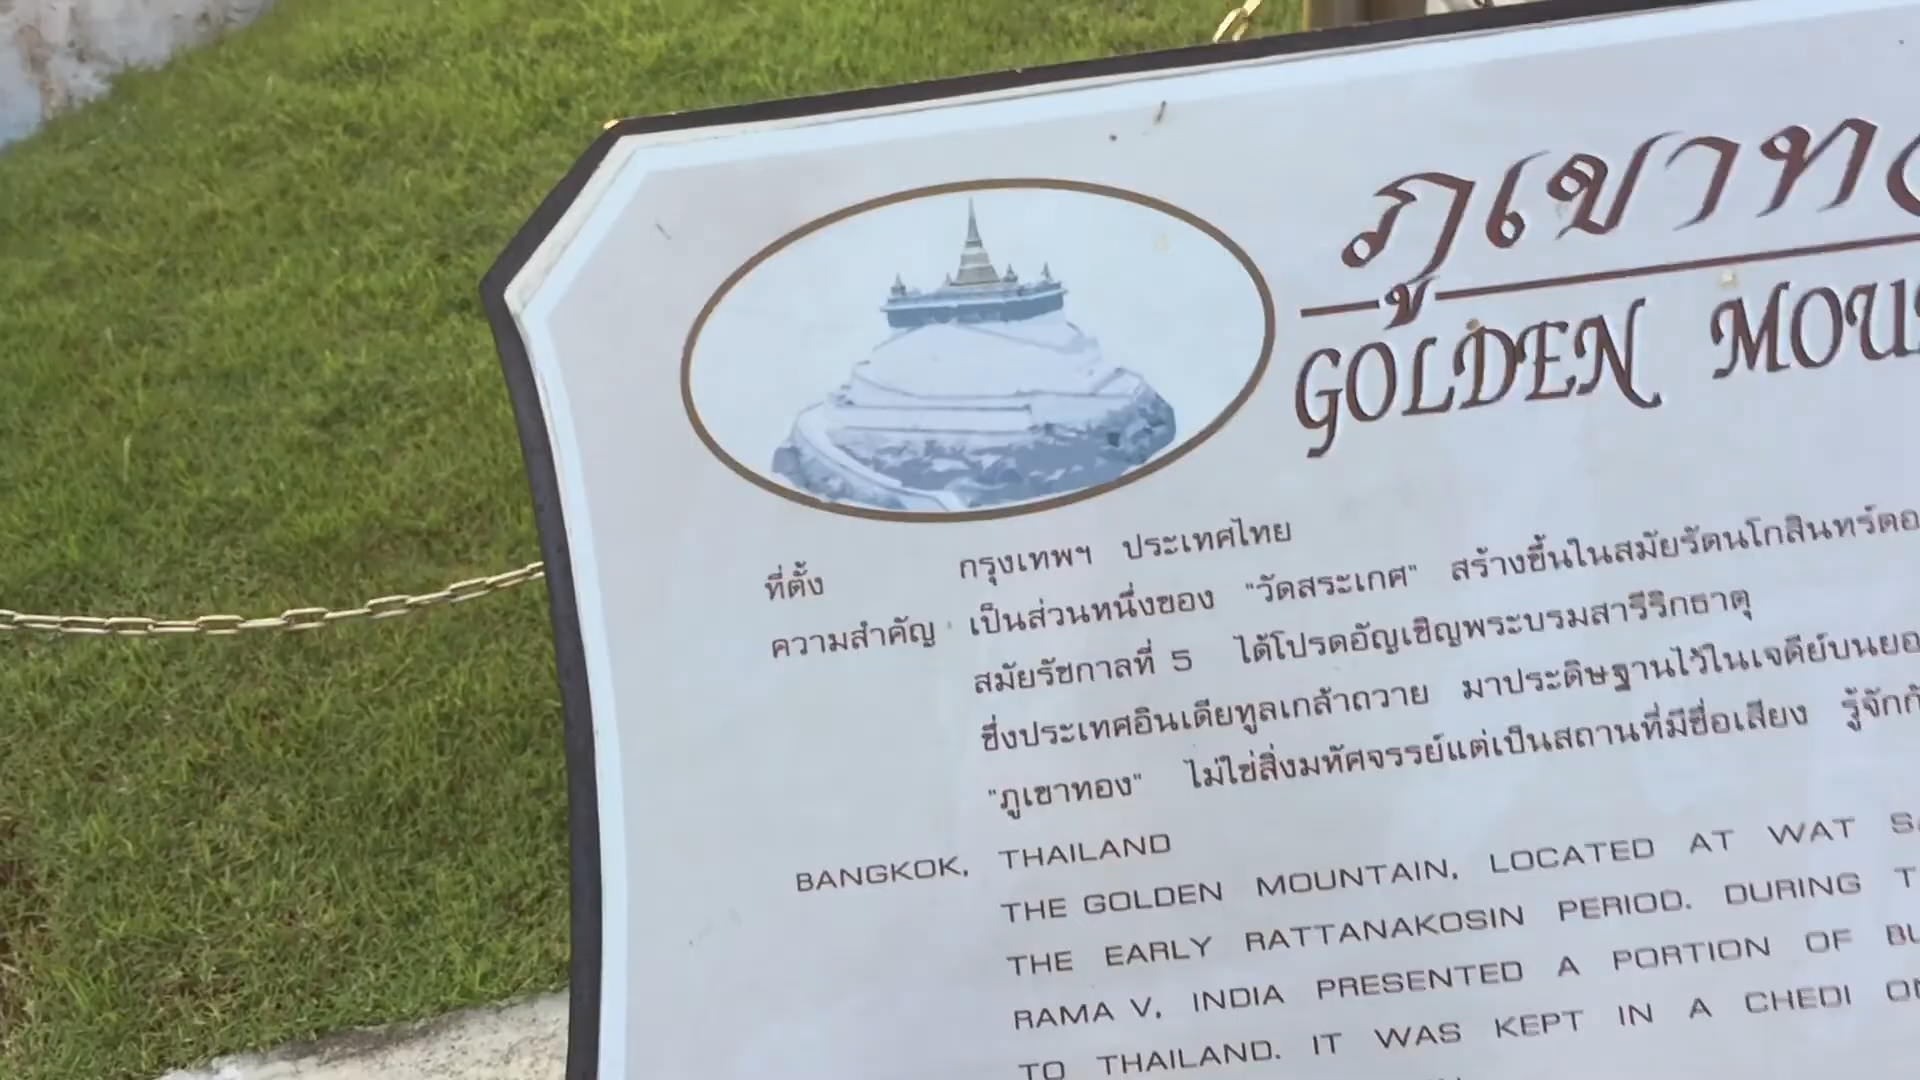 ภูเขาทอ
GOLDEN MOU
ที่ตั้ง กรุงเทพฯ ประเทศไทย
ความสำคัญ เป็นส่วนหนึ่งของ "วัดสระเกศ" สร้างขึ้นในสมัยรัตนโกสินทร์ตอ
สมัยรัชกาลที่ 5 ได้โปรดอัญเชิญพระบรมสารีริกธาตุ
ซึ่งประเทศอินเดียทูลเกล้าถวาย มาประดิษฐานไว้ในเจดีย์บนยอ
"ภูเขาทอง" ไม่ใช่สิ่งมหัศจรรย์แต่เป็นสถานที่มีชื่อเสียง รู้จักกั
BANGKOK, THAILAND
THE GOLDEN MOUNTAIN, LOCATED AT WAT SA
THE EARLY RATTANAKOSIN PERIOD. DURING T
RAMA V, INDIA PRESENTED A PORTION OF BU
TO THAILAND. IT WAS KEPT IN A CHEDI ON